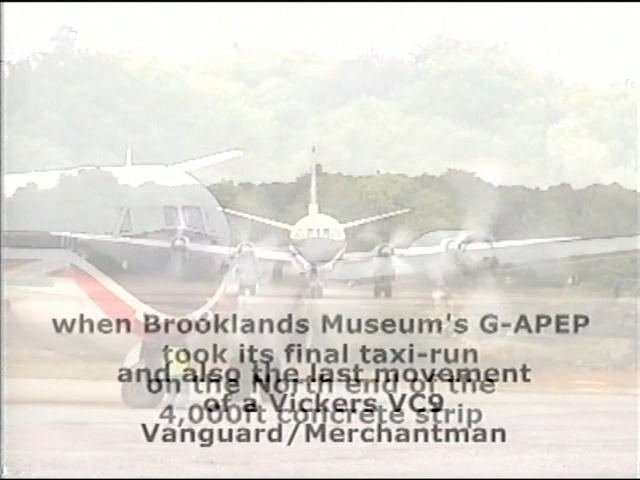 when Brooklands Museum's G-APEP
took its final taxi-run
on the North end of the
4,000ft concrete strip
and also the last movement
of a Vickers VC9
Vanguard/Merchantman